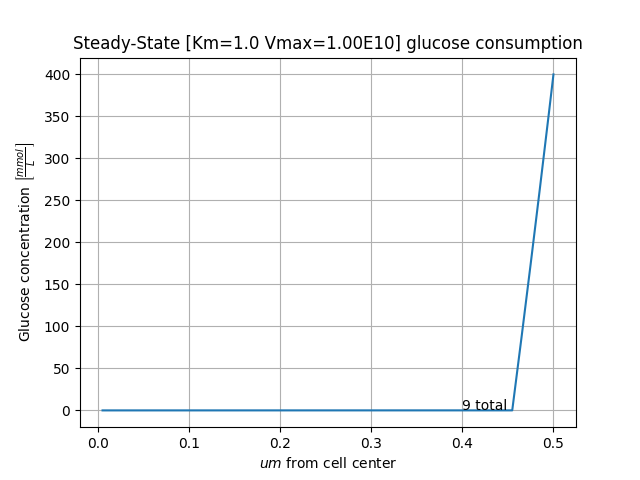 Steady-State [Km=1.0 Vmax=1.00E10] glucose consumption
Glucose concentration [mmol/L]
400
350
300
250
200
150
100
50
0
9 total
0.0 0.1 0.2 0.3 0.4 0.5
um from cell center